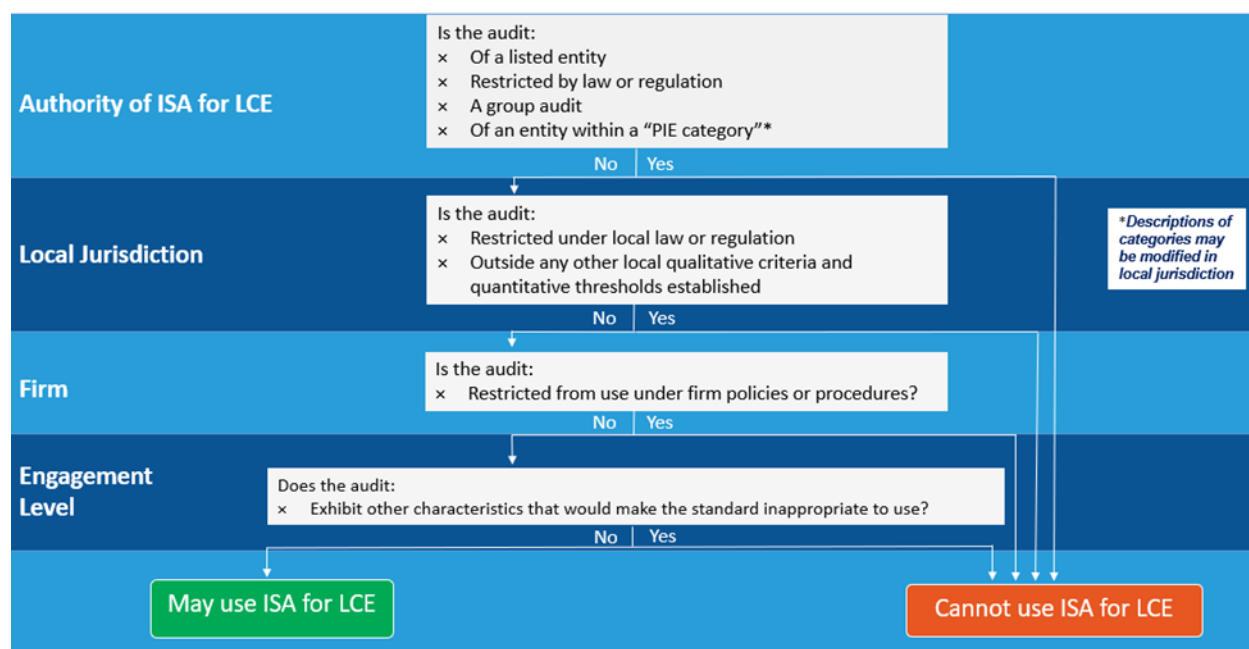 Is the audit:
× Of a listed entity
× Restricted by law or regulation
× A group audit
× Of an entity within a “PIE category”*
Authority of ISA for LCE
No Yes
Is the audit:
× Restricted under local law or regulation
× Outside any other local qualitative criteria and
quantitative thresholds established
Local Jurisdiction
*Descriptions of
categories may
be modified in
local jurisdiction
No Yes
Is the audit:
× Restricted from use under firm policies or procedures?
Firm
No Yes
Engagement
Level
Does the audit:
× Exhibit other characteristics that would make the standard inappropriate to use?
No Yes
May use ISA for LCE
Cannot use ISA for LCE